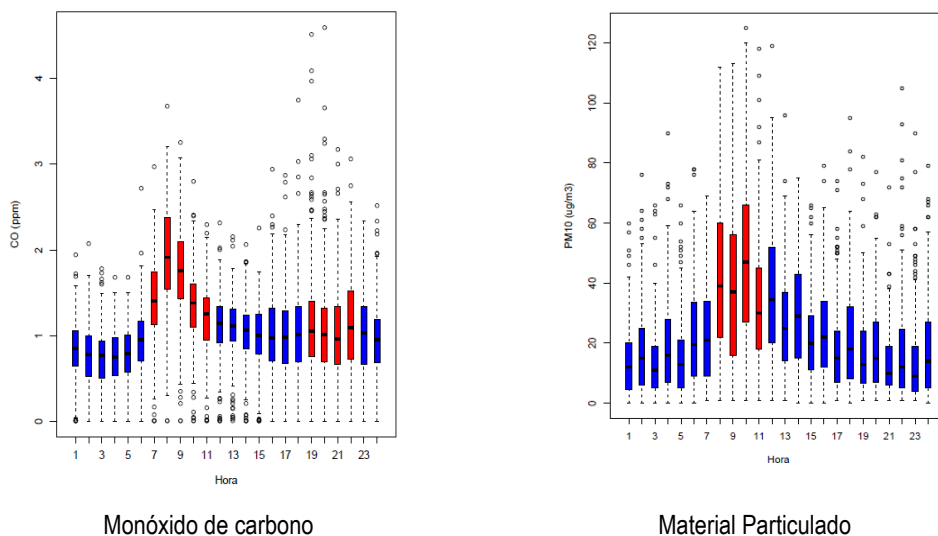 CO (ppm)
0
1
2
3
4
1 3 5 7 9 11 13 15 17 19 21 23
Hora
Monóxido de carbono
PM10 (ug/m3)
0
20
40
60
80
100
120
1 3 5 7 9 11 13 15 17 19 21 23
Hora
Material Particulado